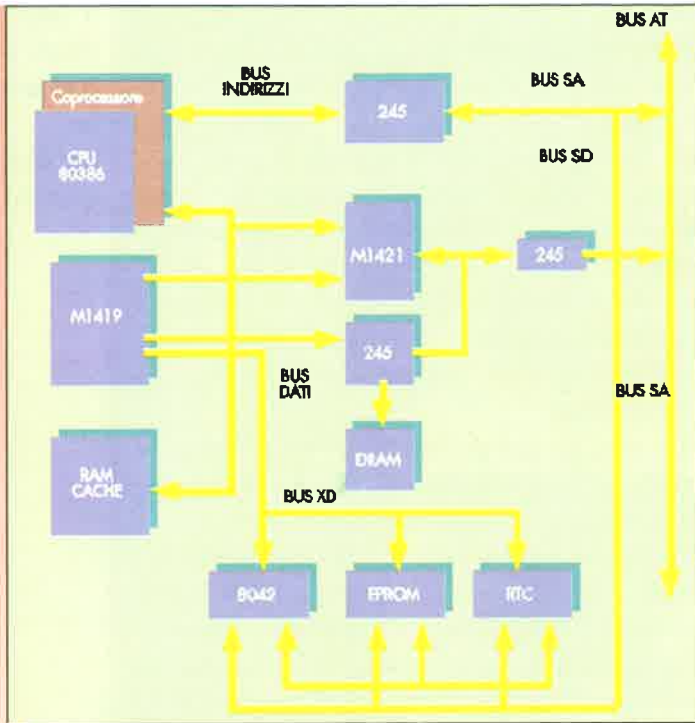 BUS AT
BUS
INDIRIZZI
BUS SA
Coprocessore
245
CPU
80386
BUS SD
M1421
245
M1419
245
BUS
DATI
BUS SA
DRAM
RAM
CACHE
BUS XD
8042
EPROM
RTC